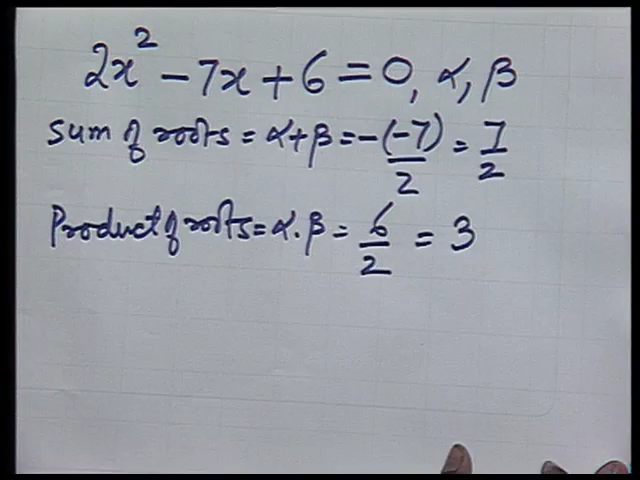 2x² - 7x + 6 = 0, α, β
Sum of roots = α + β = -(-7)/2 = 7/2
Product of roots = α . β = 6/2 = 3